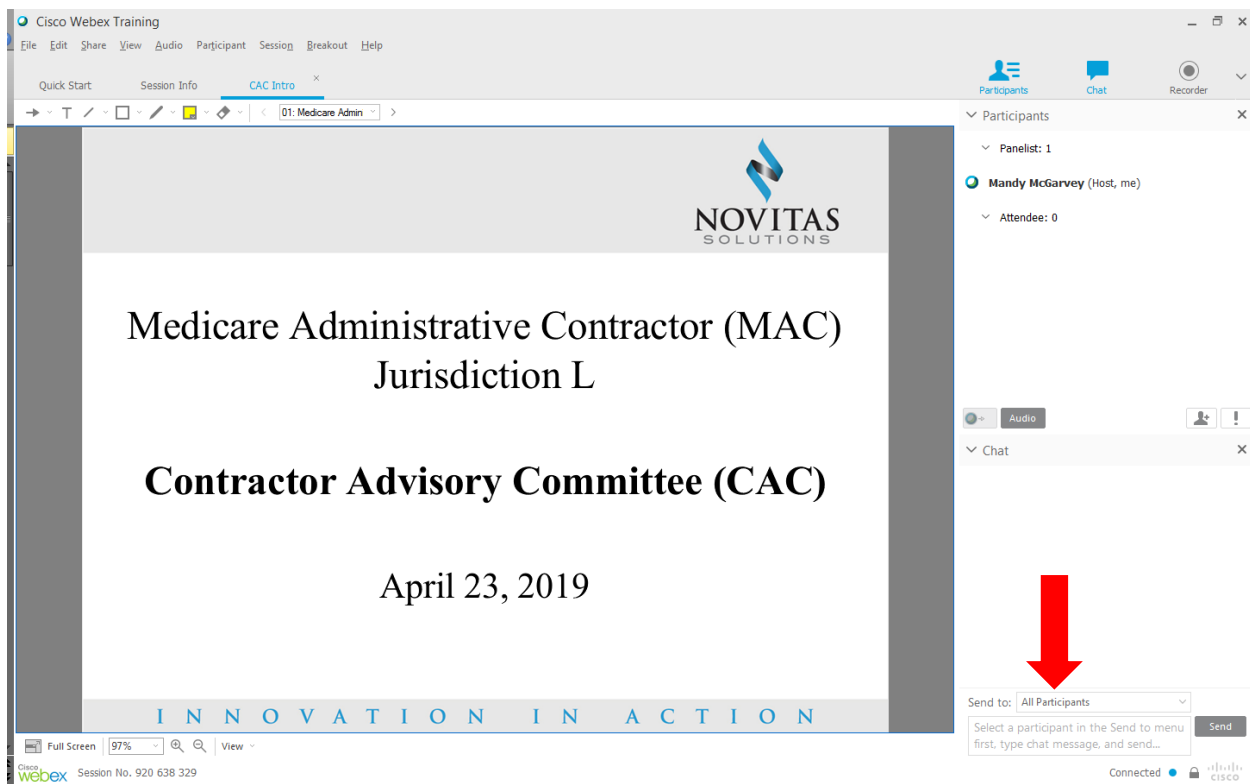 Cisco Webex Training
File Edit Share View Audio Participant Session Breakout Help
Quick Start Session Info CAC Intro
Participants Chat Recorder
T 01: Medicare Admin
Participants
Panelist: 1
Mandy McGarvey (Host, me)
Attendee: 0
NOVITAS
SOLUTIONS
Medicare Administrative Contractor (MAC)
Jurisdiction L
Contractor Advisory Committee (CAC)
April 23, 2019
INNOVATION IN ACTION
Audio
Chat
Send to: All Participants
Select a participant in the Send to menu
first, type chat message, and send...
Send
Full Screen 97% View
Cisco webex Session No. 920 638 329
Connected
CISCO